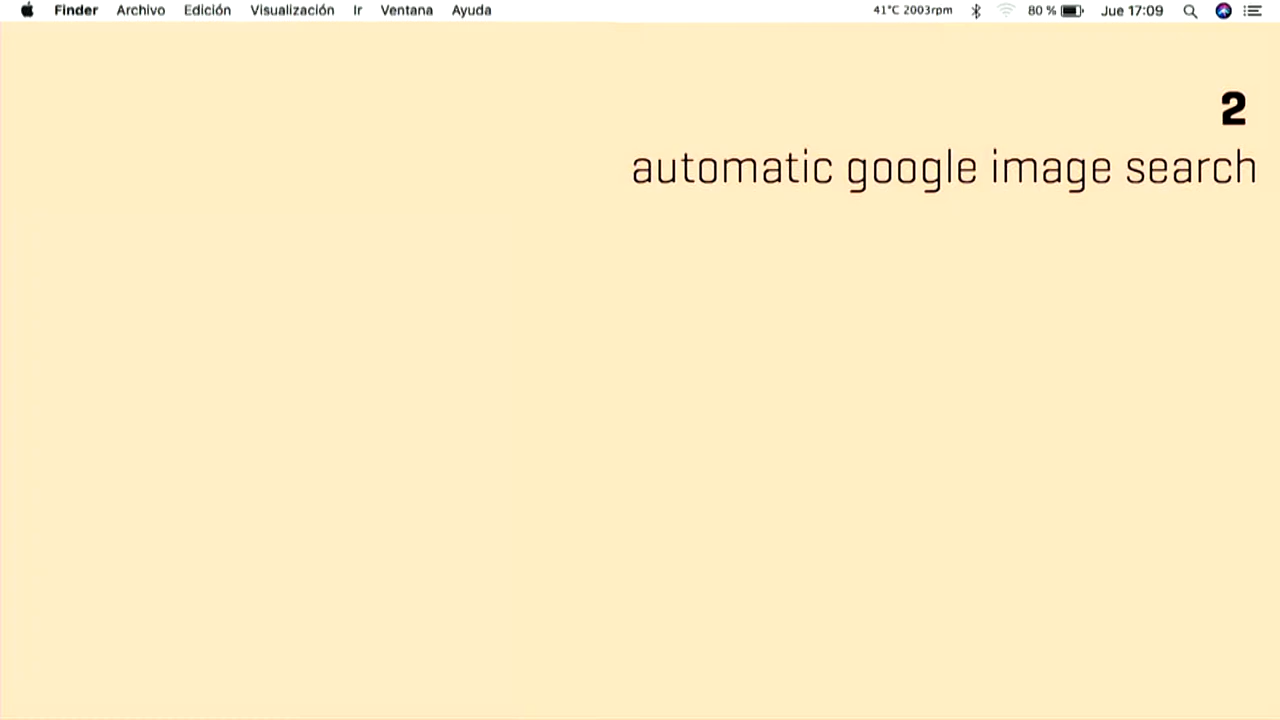 Finder Archivo Edición Visualización Ir Ventana Ayuda 41°C 2003rpm 80 % Jue 17:09
2
automatic google image search